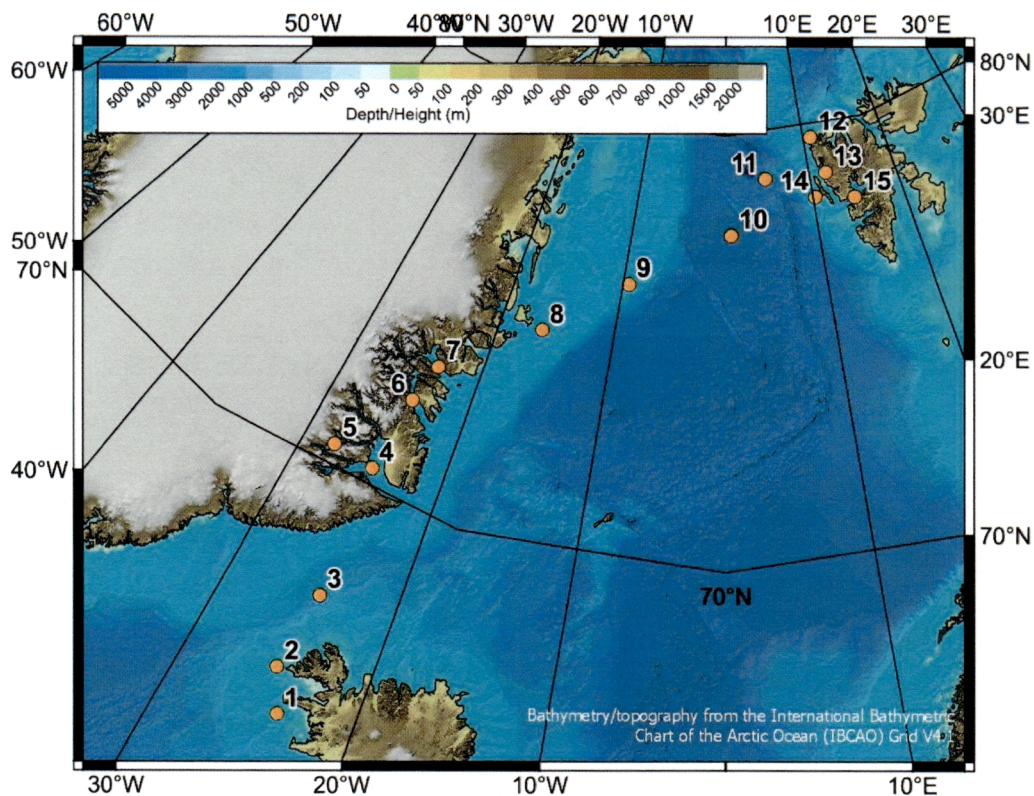 60°W 50°W 40°W 80°N 30°W 20°W 10°W 10°E 20°E 30°E
60°W
80°N
5000 4000 3000 2000 1000 500 200 100 50 0 50 100 200 300 400 500 600 700 800 1000 1500 2000
Depth/Height (m)
30°E
12
13
11
14
15
10
50°W
9
70°N
8
7
20°E
6
5
4
40°W
70°N
3
70°N
2
1
Bathymetry/topography from the International Bathymetric
Chart of the Arctic Ocean (IBCAO) Grid V4.1
30°W 20°W 10°W 10°E